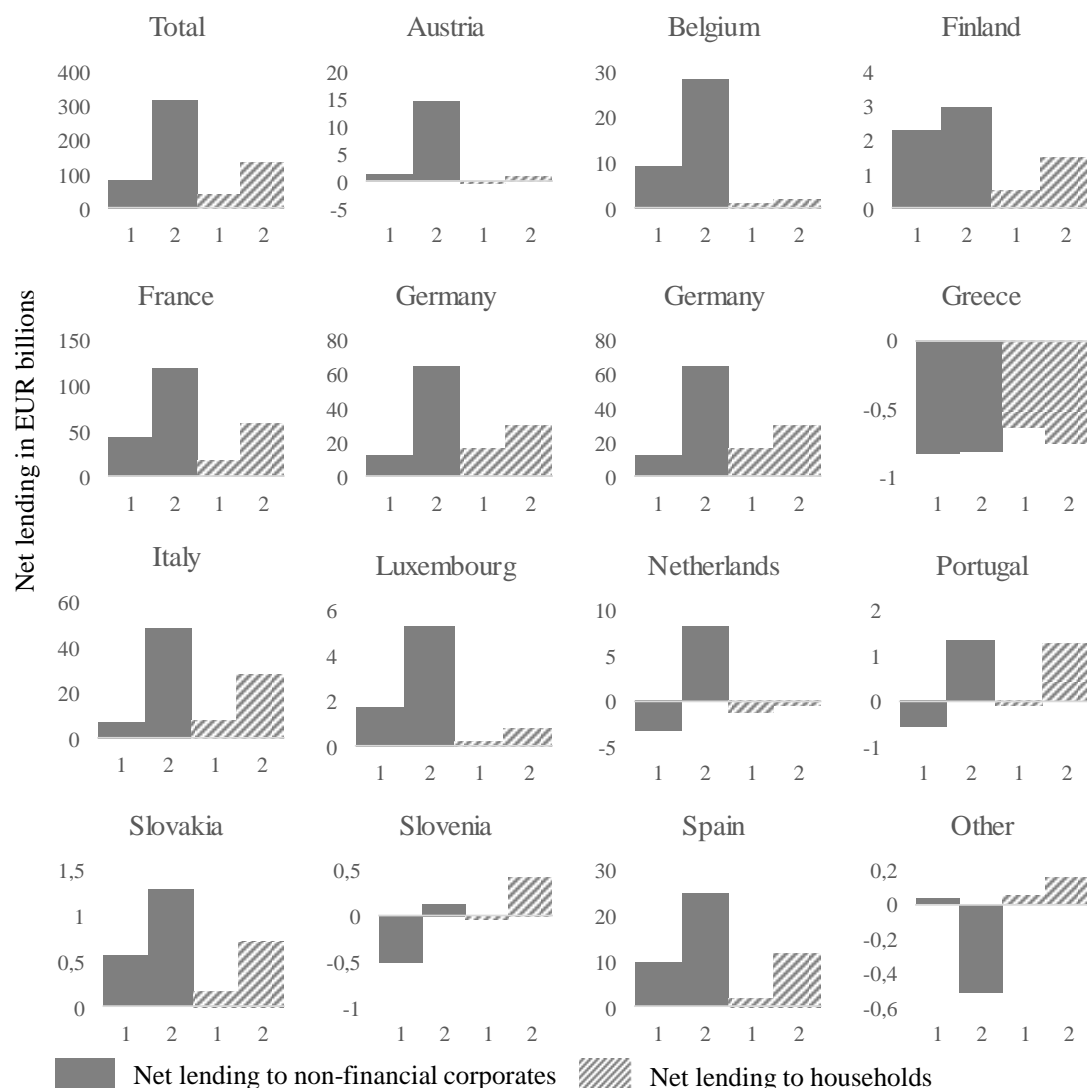 Net lending in EUR billions
Total Austria Belgium Finland
400 20 30 4
300 15 20 3
200 10 10 2
100 5 0 1
0 0 0
-5
1 2 1 2 1 2 1 2 1 2 1 2 1 2 1 2
France Germany Germany Greece
150 80 80 0
100 60 60 -0,5
50 40 40 -1
0 20 20
0 0
1 2 1 2 1 2 1 2 1 2 1 2 1 2 1 2
Italy Luxembourg Netherlands Portugal
60 6 10 2
40 4 5 1
20 2 0 0
0 0 -5 -1
1 2 1 2 1 2 1 2 1 2 1 2 1 2 1 2
Slovakia Slovenia Spain Other
1,5 0,5 30 0,2
1 0 20 0
0,5 -0,5 10 -0,2
0 -1 0 -0,4
-0,6
1 2 1 2 1 2 1 2 1 2 1 2 1 2 1 2
Net lending to non-financial corporates Net lending to households